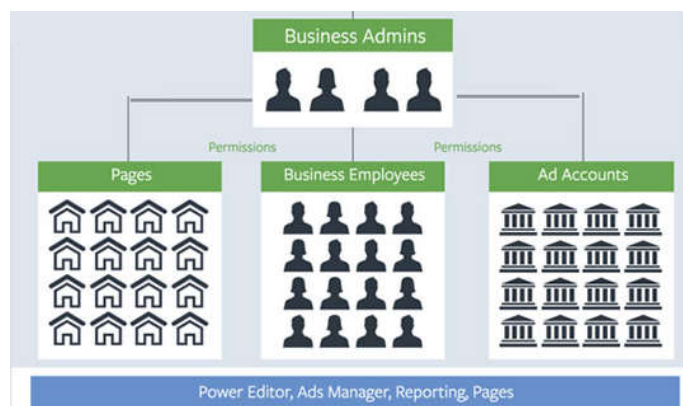 Business Admins
Permissions
Permissions
Pages
Business Employees
Ad Accounts
Power Editor, Ads Manager, Reporting, Pages